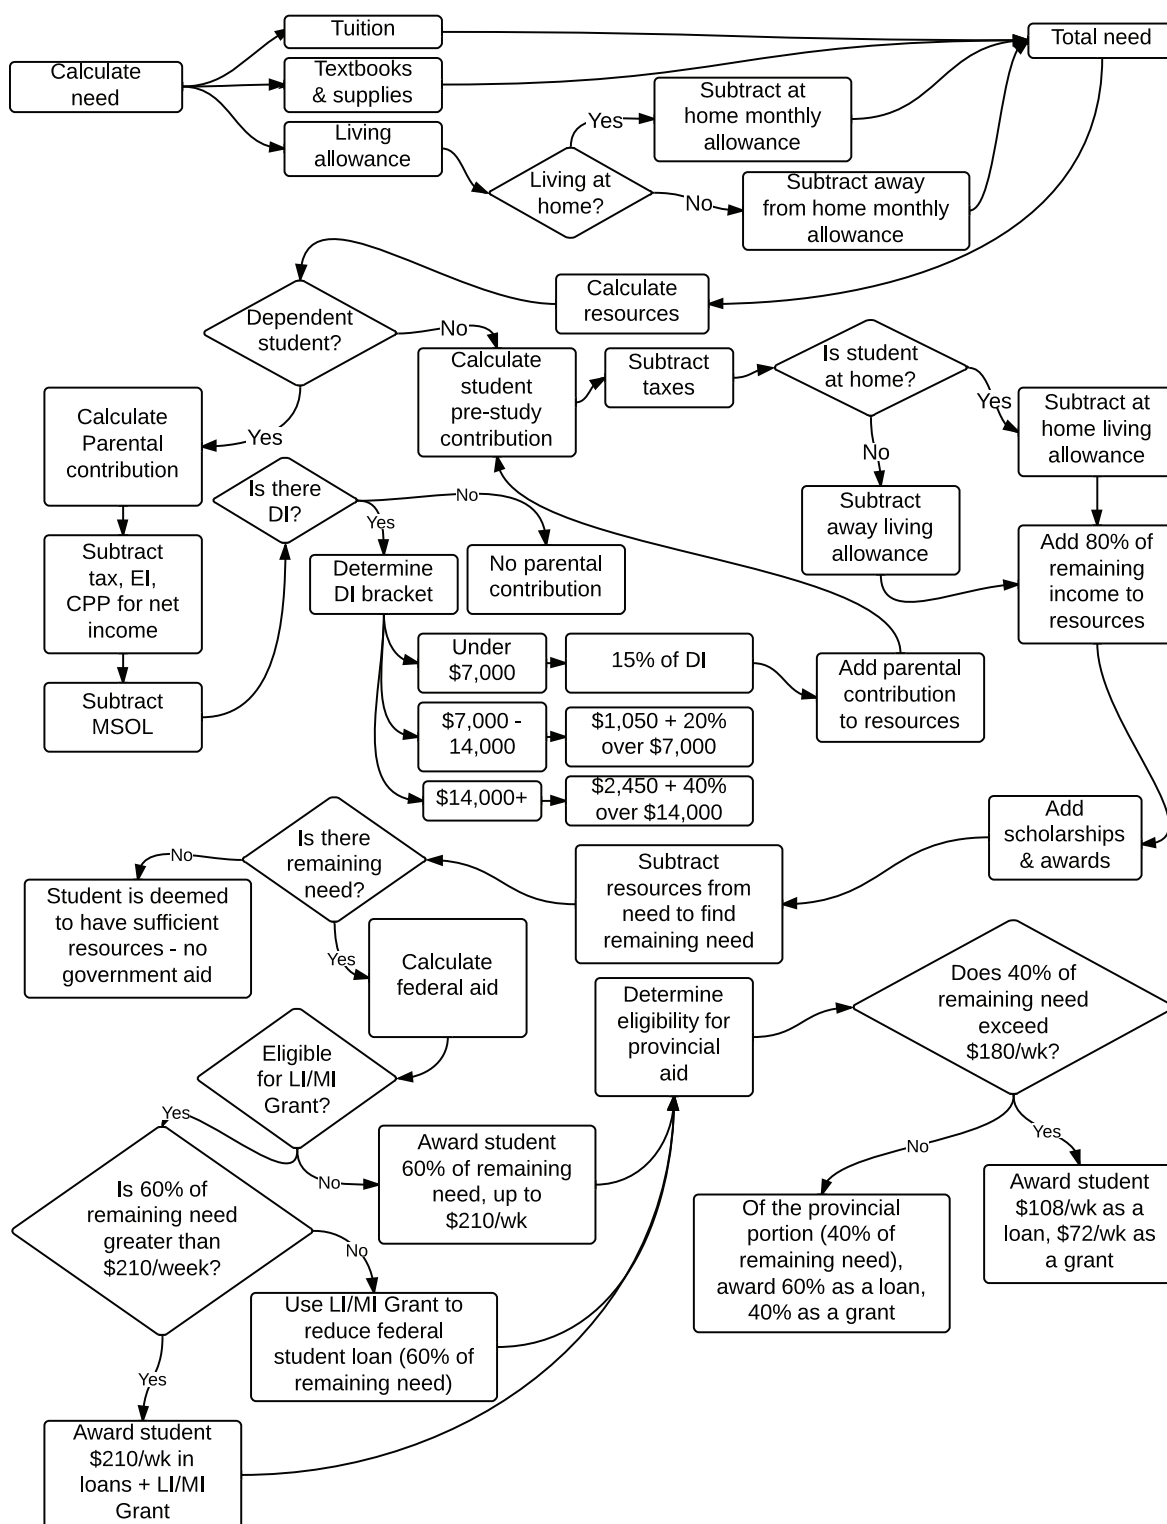 Calculate
need
Tuition
Textbooks
& supplies
Living
allowance
Living at
home?
Yes
Subtract at
home monthly
allowance
No
Subtract away
from home monthly
allowance
Total need
Calculate
resources
Dependent
student?
No
Yes
Calculate
student
pre-study
contribution
Subtract
taxes
Is student
at home?
Yes
Subtract at
home living
allowance
No
Subtract
away living
allowance
Add 80% of
remaining
income to
resources
Calculate
Parental
contribution
Subtract
tax, EI,
CPP for net
income
Subtract
MSOL
Is there
DI?
No
Yes
No parental
contribution
Determine
DI bracket
Under
$7,000
15% of DI
$7,000 -
14,000
$1,050 + 20%
over $7,000
$14,000+
$2,450 + 40%
over $14,000
Add parental
contribution
to resources
Add
scholarships
& awards
Subtract
resources from
need to find
remaining need
Is there
remaining
need?
No
Student is deemed
to have sufficient
resources - no
government aid
Yes
Calculate
federal aid
Eligible
for LI/MI
Grant?
Yes
No
Award student
60% of remaining
need, up to
$210/wk
Is 60% of
remaining need
greater than
$210/week?
No
Use LI/MI Grant to
reduce federal
student loan (60% of
remaining need)
Yes
Award student
$210/wk in
loans + LI/MI
Grant
Determine
eligibility for
provincial
aid
Does 40% of
remaining need
exceed
$180/wk?
No
Of the provincial
portion (40% of
remaining need),
award 60% as a loan,
40% as a grant
Yes
Award student
$108/wk as a
loan, $72/wk as
a grant